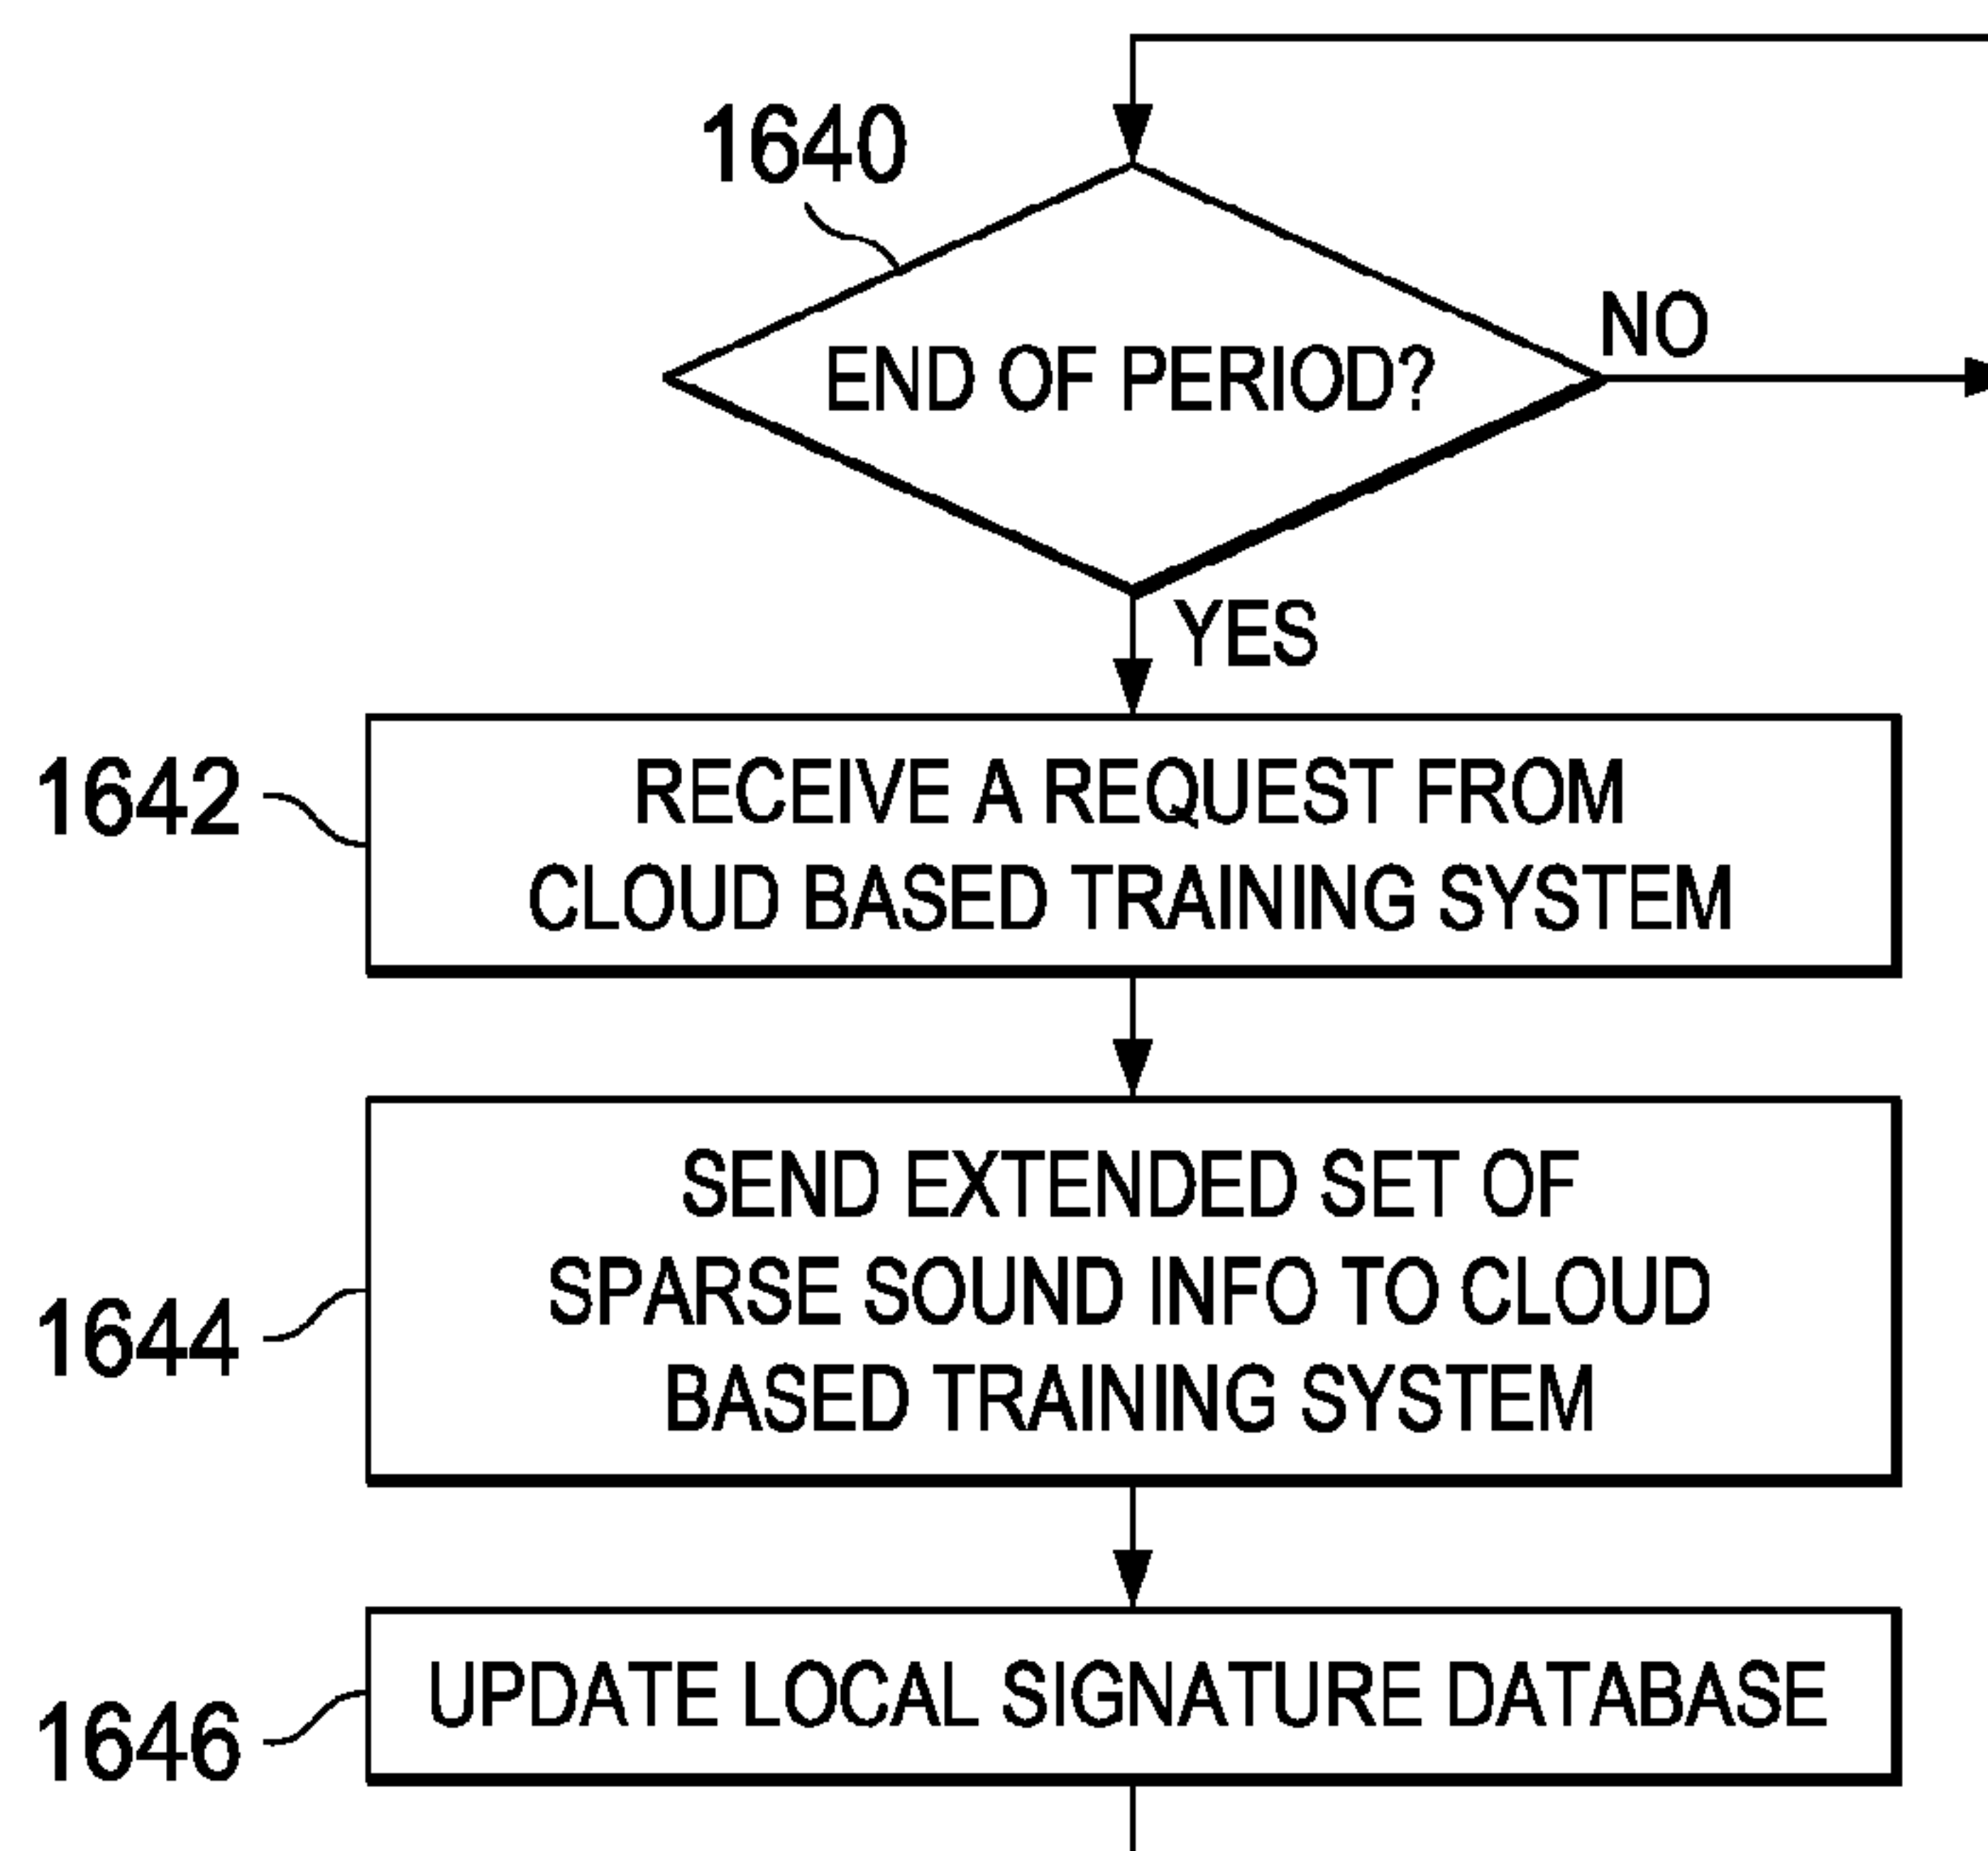 1640
END OF PERIOD?
NO
YES
1642
RECEIVE A REQUEST FROM
CLOUD BASED TRAINING SYSTEM
1644
SEND EXTENDED SET OF
SPARSE SOUND INFO TO CLOUD
BASED TRAINING SYSTEM
1646
UPDATE LOCAL SIGNATURE DATABASE